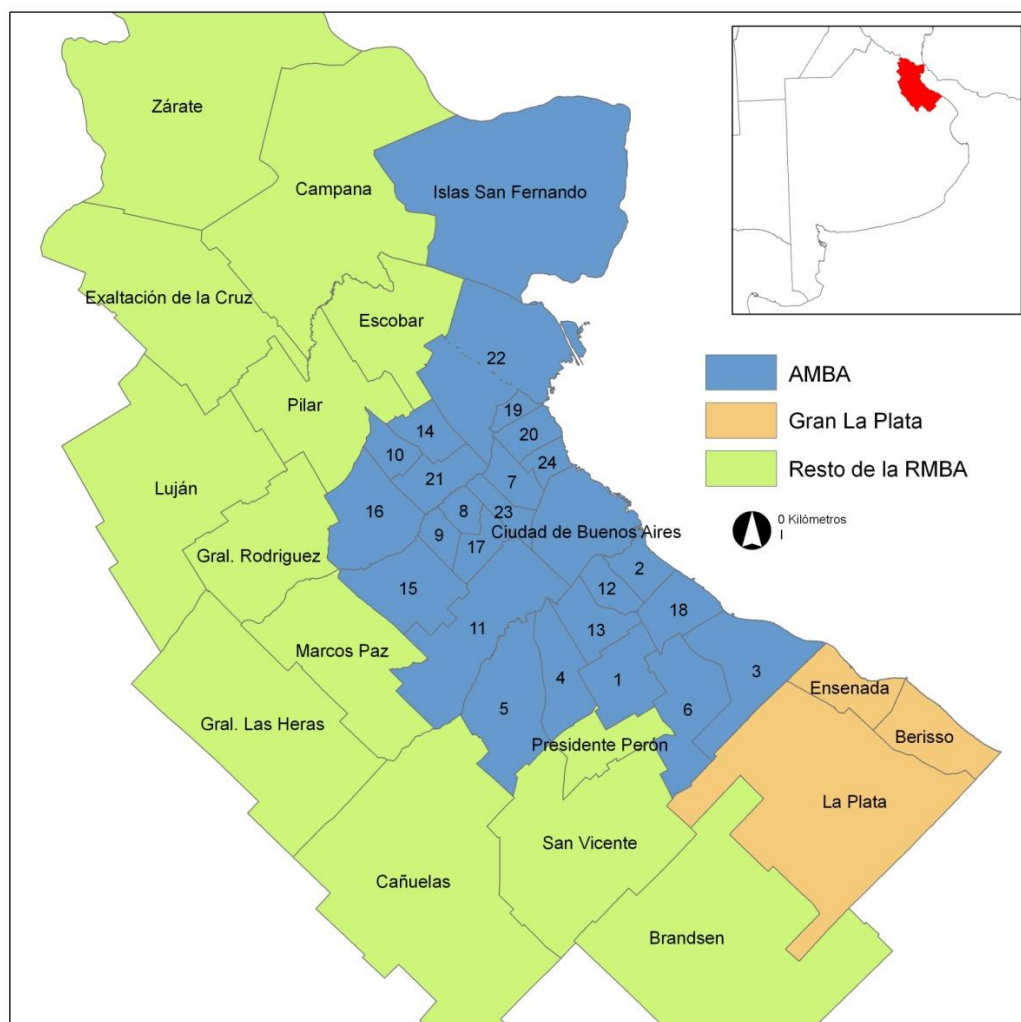 Zárate
Campana
Islas San Fernando
Exaltación de la Cruz
Escobar
22
AMBA
Gran La Plata
Resto de la RMBA
0 Kilómetros
Pilar
19
14
20
10
24
21
7
Luján
16
8
23
Ciudad de Buenos Aires
9
17
Gral. Rodriguez
2
15
12
18
11
13
Marcos Paz
3
1
4
Ensenada
5
6
Gral. Las Heras
Berisso
Presidente Perón
La Plata
San Vicente
Cañuelas
Brandsen